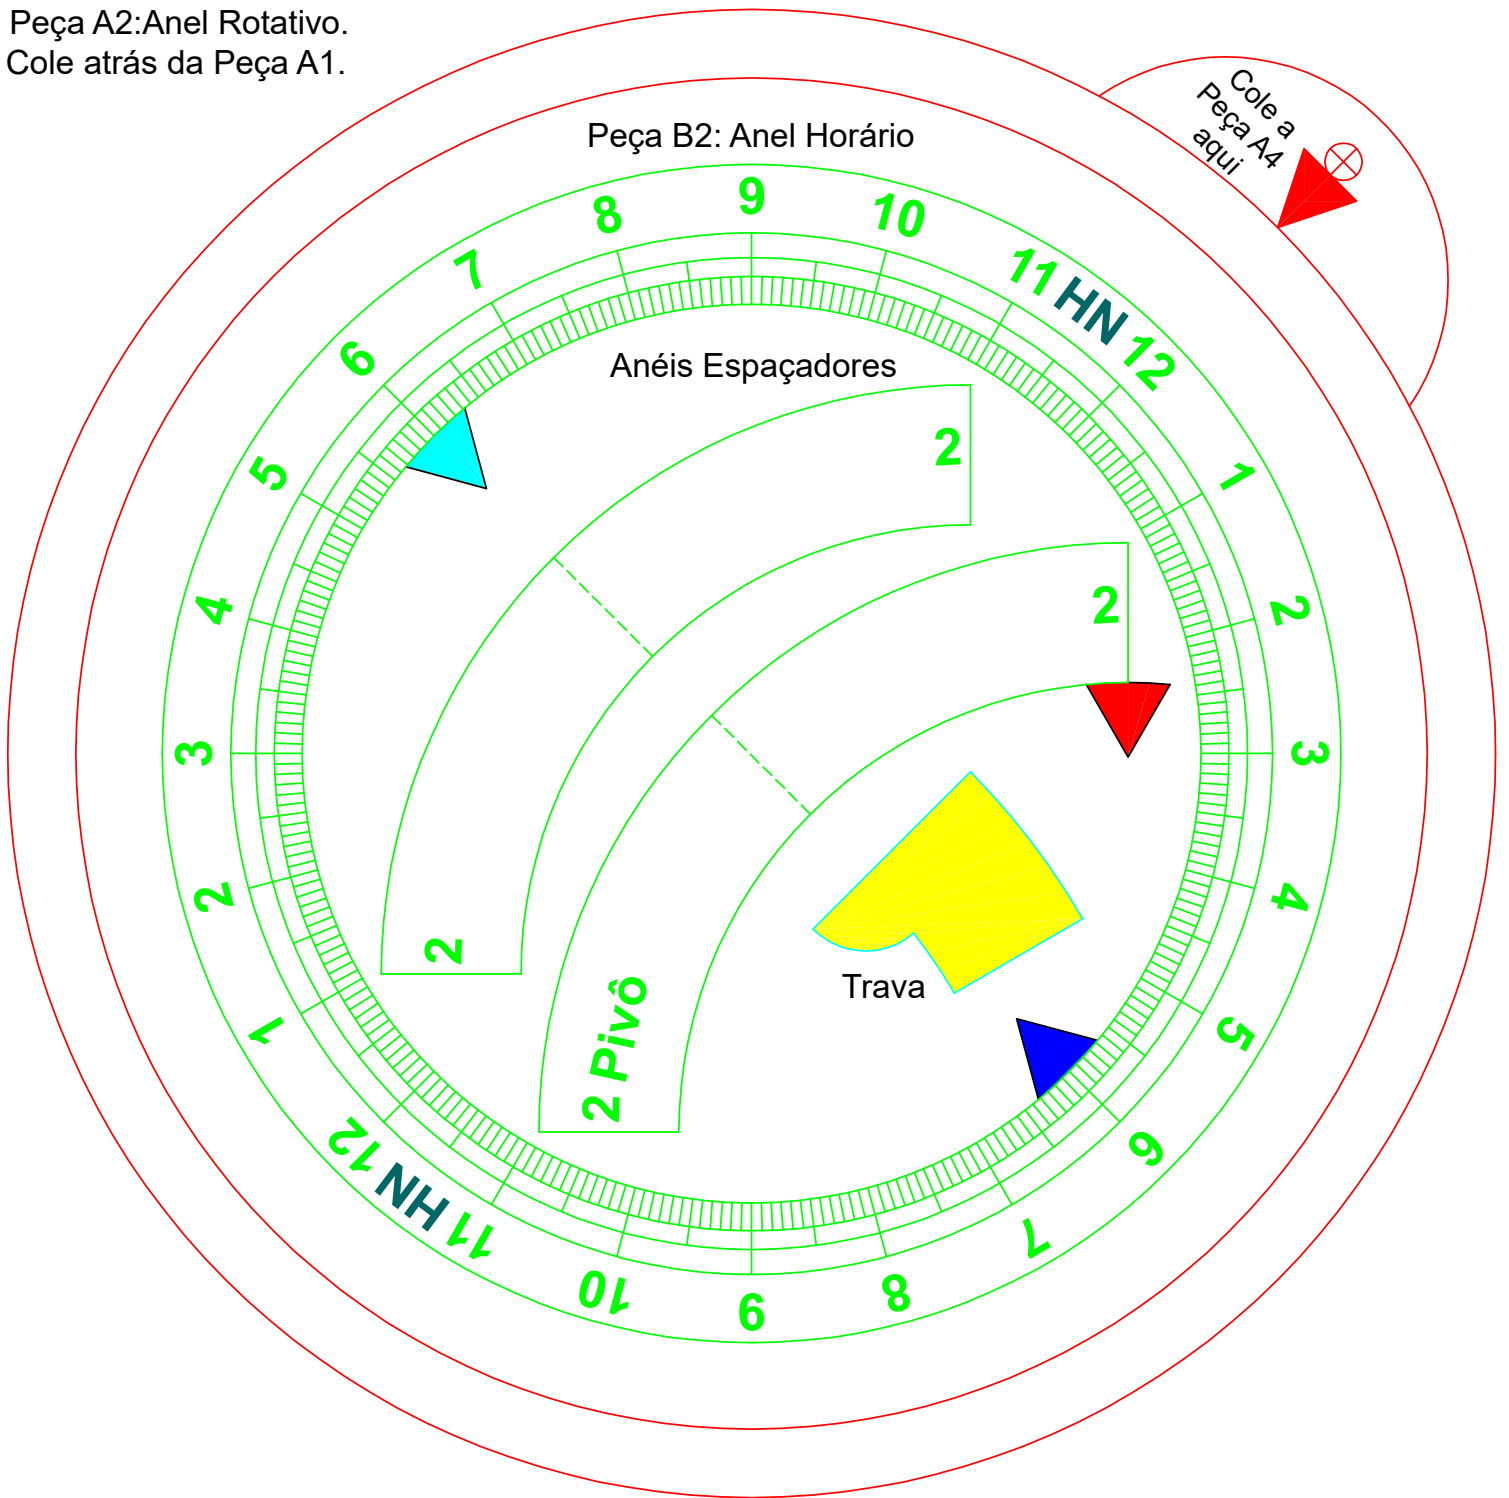 Peça A2:Anel Rotativo.
Cole atrás da Peça A1.
Cole a
Peça A4
aqui
Peça B2: Anel Horário
9
10
11
HN
12
1
2
3
4
5
6
7
8
9
10
11
HN
12
1
2
3
4
5
6
7
8
Anéis Espaçadores
2
2
2
2 Pivô
Trava